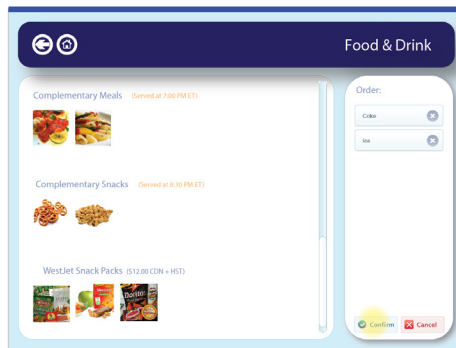 Food & Drink
Complementary Meals (Served at 7:00 PM ET)
Complementary Snacks (Served at 8:30 PM ET)
WestJet Snack Packs ($12.00 CDN + HST)
Doritos
Order:
Coke
Ice
Confirm
Cancel